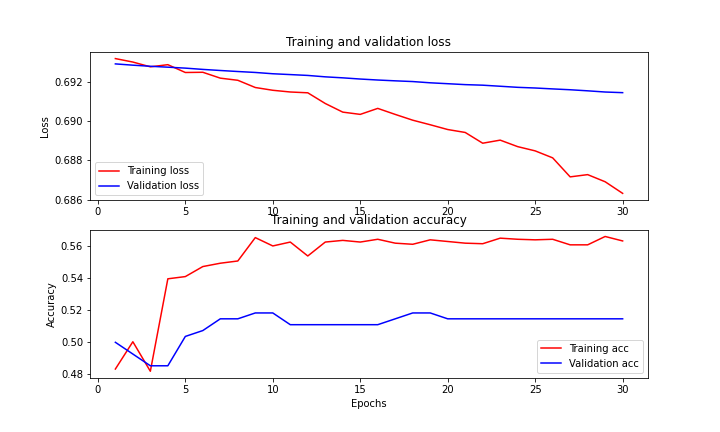 Training and validation loss
Loss
0.692
0.690
0.688
0.686
Training loss
Validation loss
0 5 10 15 20 25 30
Training and validation accuracy
Accuracy
0.56
0.54
0.52
0.50
0.48
Training acc
Validation acc
0 5 10 15 20 25 30
Epochs